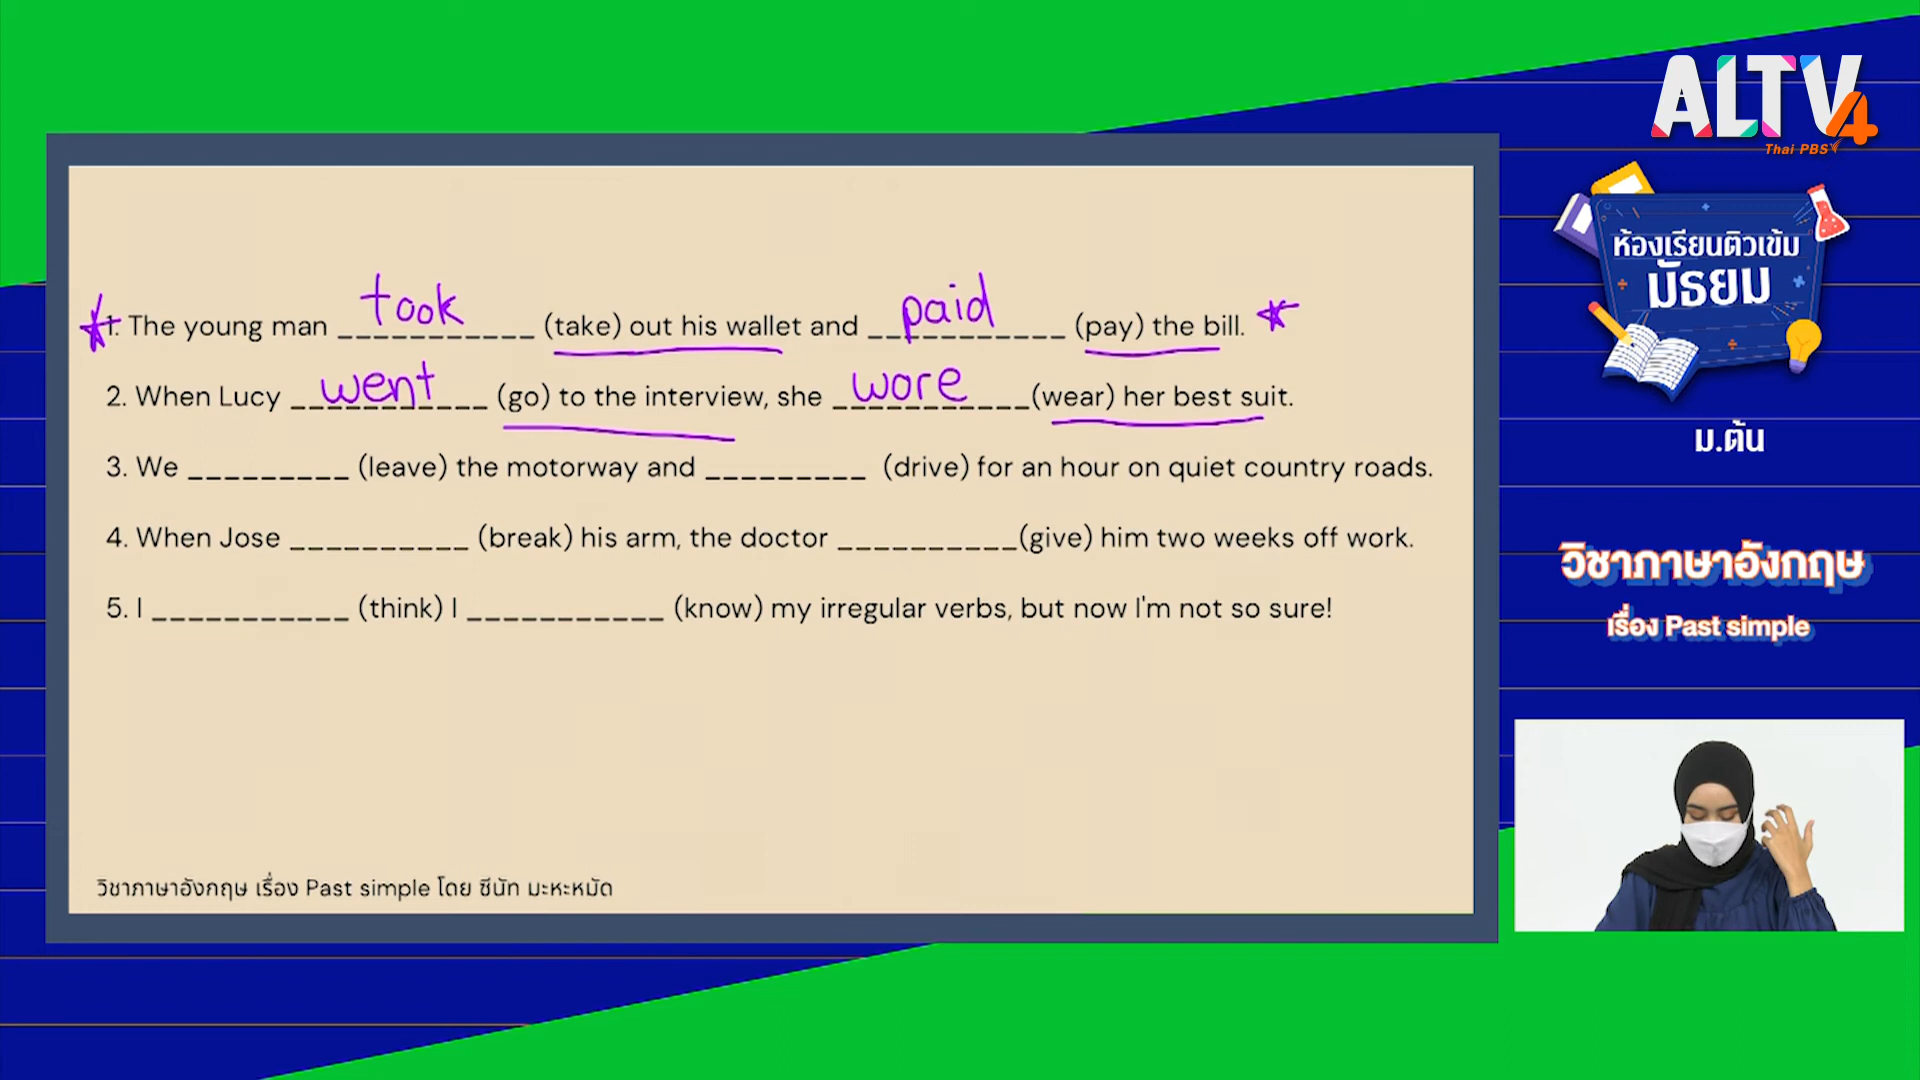 ALTV4
Thai PBS
ห้องเรียนติวเข้ม
มัธยม
ม.ต้น
วิชาภาษาอังกฤษ
เรื่อง Past simple
1. The young man took (take) out his wallet and paid (pay) the bill.
2. When Lucy went (go) to the interview, she wore (wear) her best suit.
3. We _________ (leave) the motorway and _________ (drive) for an hour on quiet country roads.
4. When Jose __________ (break) his arm, the doctor __________(give) him two weeks off work.
5. I ___________ (think) I ___________ (know) my irregular verbs, but now I'm not so sure!
วิชาภาษาอังกฤษ เรื่อง Past simple โดย ซีนัท มะหะหมัด